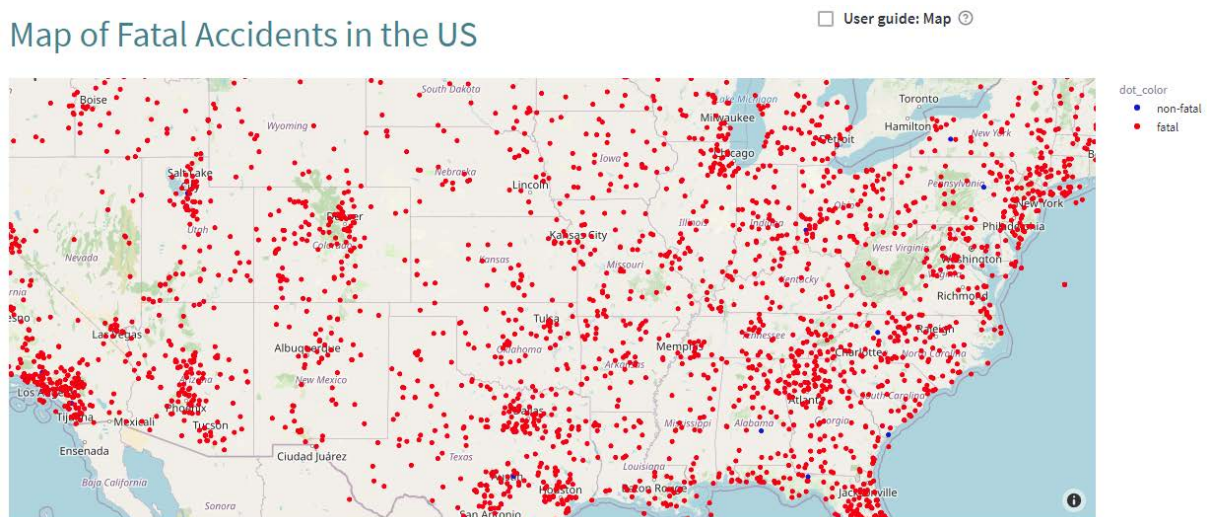 Map of Fatal Accidents in the US
User guide: Map
?
dot_color
non-fatal
fatal
Boise
South Dakota
Lake Michigan
Toronto
Milwaukee
Hamilton
Wyoming
New York
Detroit
Chicago
Iowa
Salt Lake
Nebraska
Lincoln
Pennsylvania
New York
Ohio
Denver
Utah
Illinois
Indiana
Philadelphia
Colorado
Kansas City
Nevada
West Virginia
Washington
Kansas
Missouri
Virginia
Kentucky
Richmond
Las Vegas
Tulsa
Raleigh
Tennessee
Albuquerque
Oklahoma
Memphis
Charlotte
North Carolina
Arkansas
Arizona
New Mexico
Los Angeles
South Carolina
Atlanta
Phoenix
Dallas
Tijuana
Mexicali
Tucson
Mississippi
Alabama
Georgia
Ensenada
Ciudad Juárez
Texas
Louisiana
Baja California
Austin
Houston
Baton Rouge
Jacksonville
Sonora
San Antonio